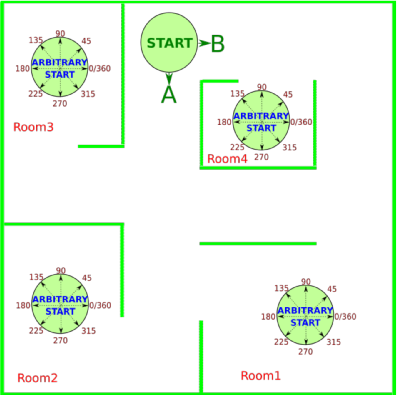 90
135 45
ARBITRARY
180 0/360
START
225 315
270
Room3
START
B
A
90
135 45
ARBITRARY
180 0/360
START
225 315
Room4
270
90
135 45
ARBITRARY
180 0/360
START
225 315
270
Room2
90
135 45
ARBITRARY
180 0/360
START
225 315
270
Room1